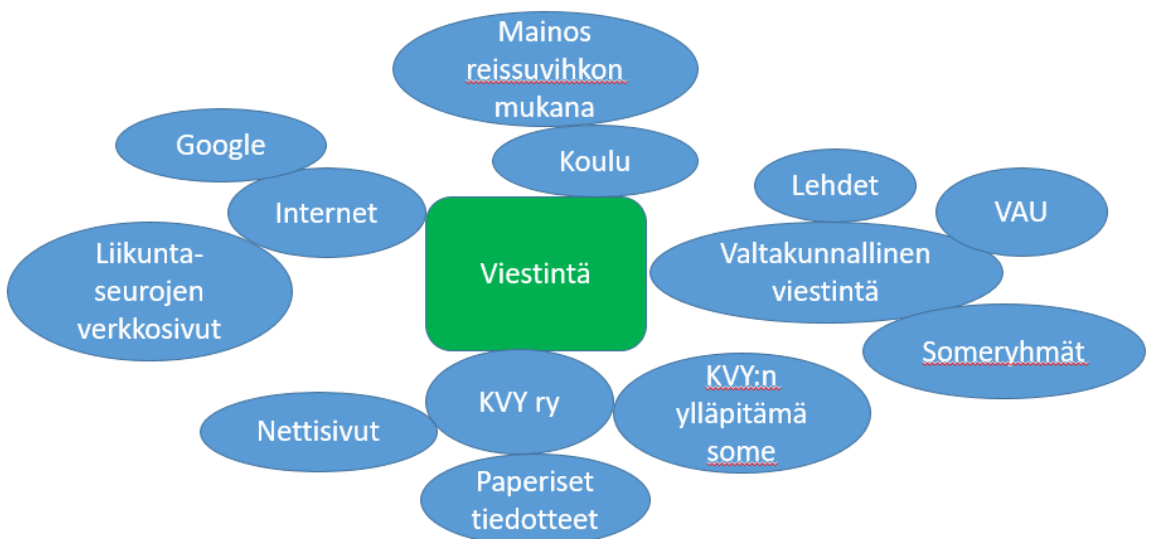 Mainos
reissuvihkon
mukana
Koulu
Google
Internet
Liikunta-
seurojen
verkkosivut
Viestintä
Lehdet
VAU
Valtakunnallinen
viestintä
Someryhmät
KVY ry
KVY:n
ylläpitämä
some
Nettisivut
Paperiset
tiedotteet